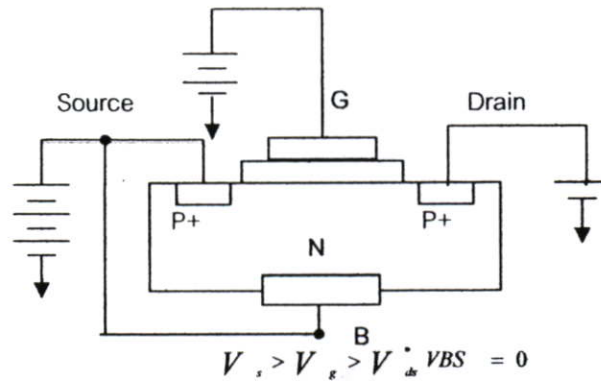 G
Source Drain
P+ P+
N
B
V s > V g > V ds VBS = 0